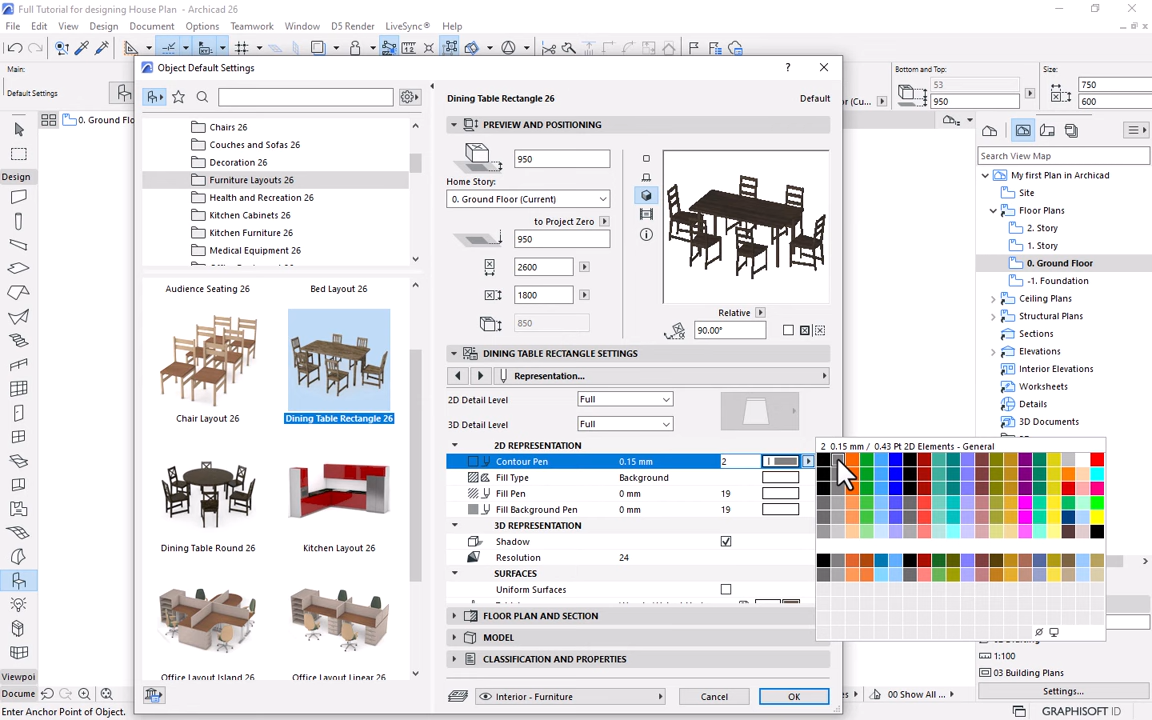 Full Tutorial for designing House Plan - Archicad 26
File Edit View Design Document Options Teamwork Window D5 Render LiveSync® Help
Main:
Default Settings
Object Default Settings
Bottom and Top:
53
950
Size:
750
600
0. Ground Flo
Chairs 26
Couches and Sofas 26
Decoration 26
Furniture Layouts 26
Health and Recreation 26
Kitchen Cabinets 26
Kitchen Furniture 26
Medical Equipment 26
Audience Seating 26
Bed Layout 26
Chair Layout 26
Dining Table Rectangle 26
Dining Table Round 26
Kitchen Layout 26
Office Layout Island 26
Office Layout Linear 26
Dining Table Rectangle 26
Default
PREVIEW AND POSITIONING
950
Home Story:
0. Ground Floor (Current)
to Project Zero
950
2600
1800
850
Relative
90.00°
DINING TABLE RECTANGLE SETTINGS
Representation...
2D Detail Level Full
3D Detail Level Full
2D REPRESENTATION
Contour Pen 0.15 mm 2
Fill Type Background
Fill Pen 0 mm 19
Fill Background Pen 0 mm 19
3D REPRESENTATION
Shadow
Resolution 24
SURFACES
Uniform Surfaces
FLOOR PLAN AND SECTION
MODEL
CLASSIFICATION AND PROPERTIES
Interior - Furniture
Cancel
OK
2 0.15 mm / 0.43 Pt 2D Elements - General
or (Cu...
Search View Map
My first Plan in Archicad
Site
Floor Plans
2. Story
1. Story
0. Ground Floor
-1. Foundation
Ceiling Plans
Structural Plans
Sections
Elevations
Interior Elevations
Worksheets
Details
3D Documents
1:100
03 Building Plans
Settings...
Design
Viewpoi
Docume
00 Show All ...
Enter Anchor Point of Object.
GRAPHISOFT ID